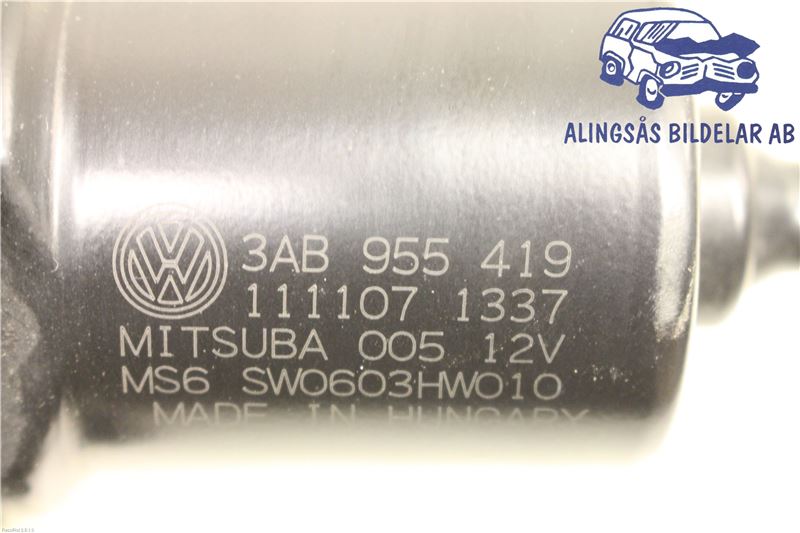 ALINGSÅS BILDELAR AB
3AB 955 419
111107 1337
MITSUBA 005 12V
MS6 SW0603HW010
MADE IN HUNGARY